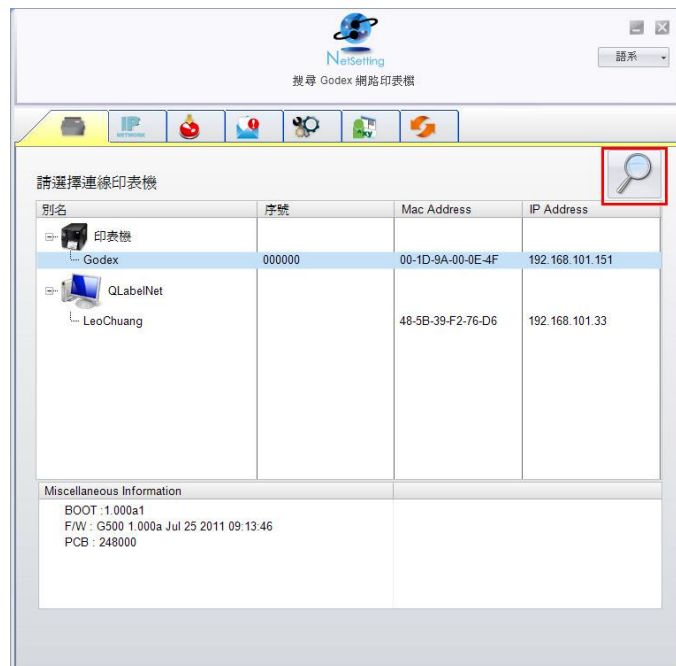 NetSetting
語系
搜尋 Godex 網路印表機
IP
NETWORK
請選擇連線印表機
別名 序號 Mac Address IP Address
印表機
Godex 000000 00-1D-9A-00-0E-4F 192.168.101.151
QLabelNet
LeoChuang 48-5B-39-F2-76-D6 192.168.101.33
Miscellaneous Information
BOOT :1.000a1
F/W : G500 1.000a Jul 25 2011 09:13:46
PCB : 248000